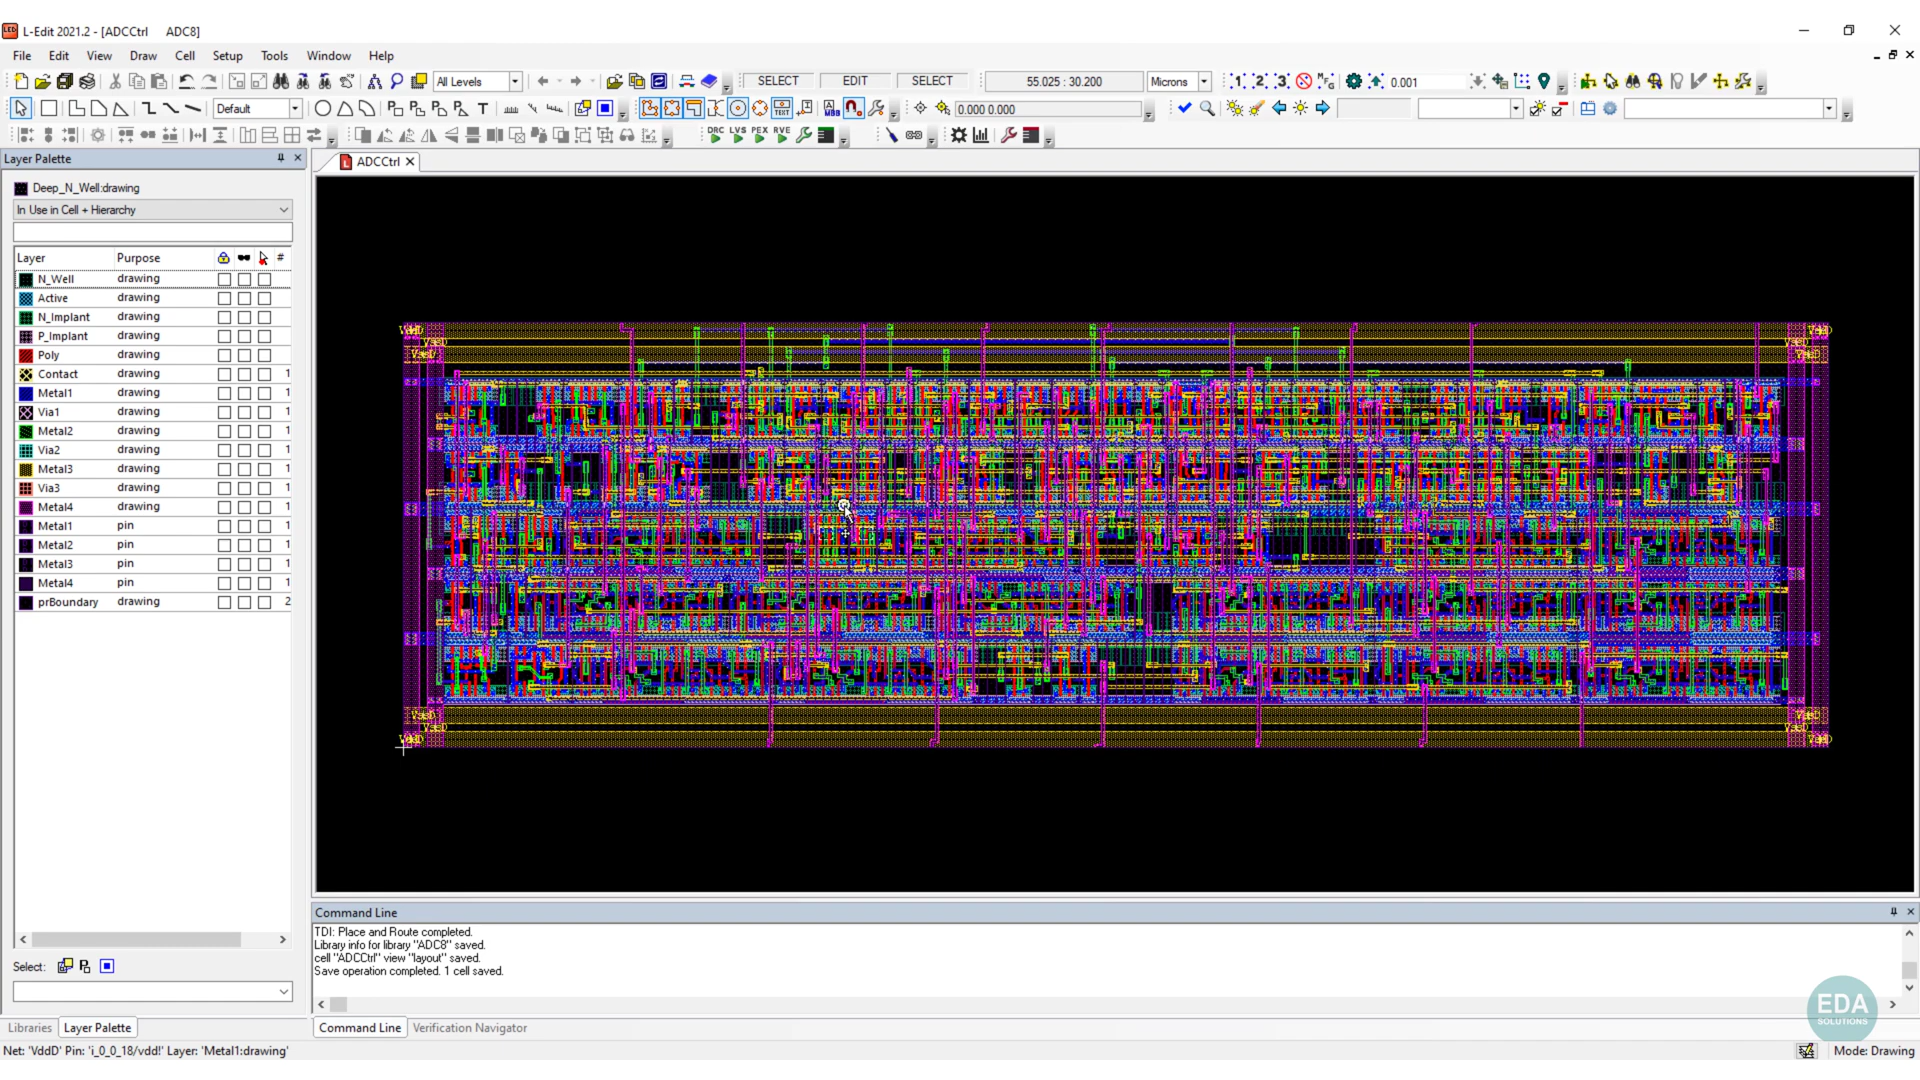 L-Edit 2021.2 - [ADCCtrl ADC8]
File Edit View Draw Cell Setup Tools Window Help
All Levels SELECT EDIT SELECT 55.025 : 30.200 Microns 0.001
Default T 0.000 0.000
DRC LVS PEX RVE
Layer Palette
ADCCtrl
Deep_N_Well:drawing
In Use in Cell + Hierarchy
Layer Purpose #
N_Well drawing
Active drawing
N_Implant drawing
P_Implant drawing
Poly drawing
Contact drawing 1
Metal1 drawing 1
Via1 drawing 1
Metal2 drawing 1
Via2 drawing 1
Metal3 drawing 1
Via3 drawing 1
Metal4 drawing 1
Metal1 pin 1
Metal2 pin 1
Metal3 pin 1
Metal4 pin 1
prBoundary drawing 2
Select:
Libraries Layer Palette
Command Line
TDI: Place and Route completed.
Library info for library "ADC8" saved.
cell "ADCCtrl" view "layout" saved.
Save operation completed. 1 cell saved.
EDA
SOLUTIONS
Command Line Verification Navigator
Net: 'VddD' Pin: 'i_0_0_18/vdd!' Layer: 'Metal1:drawing'
Mode: Drawing